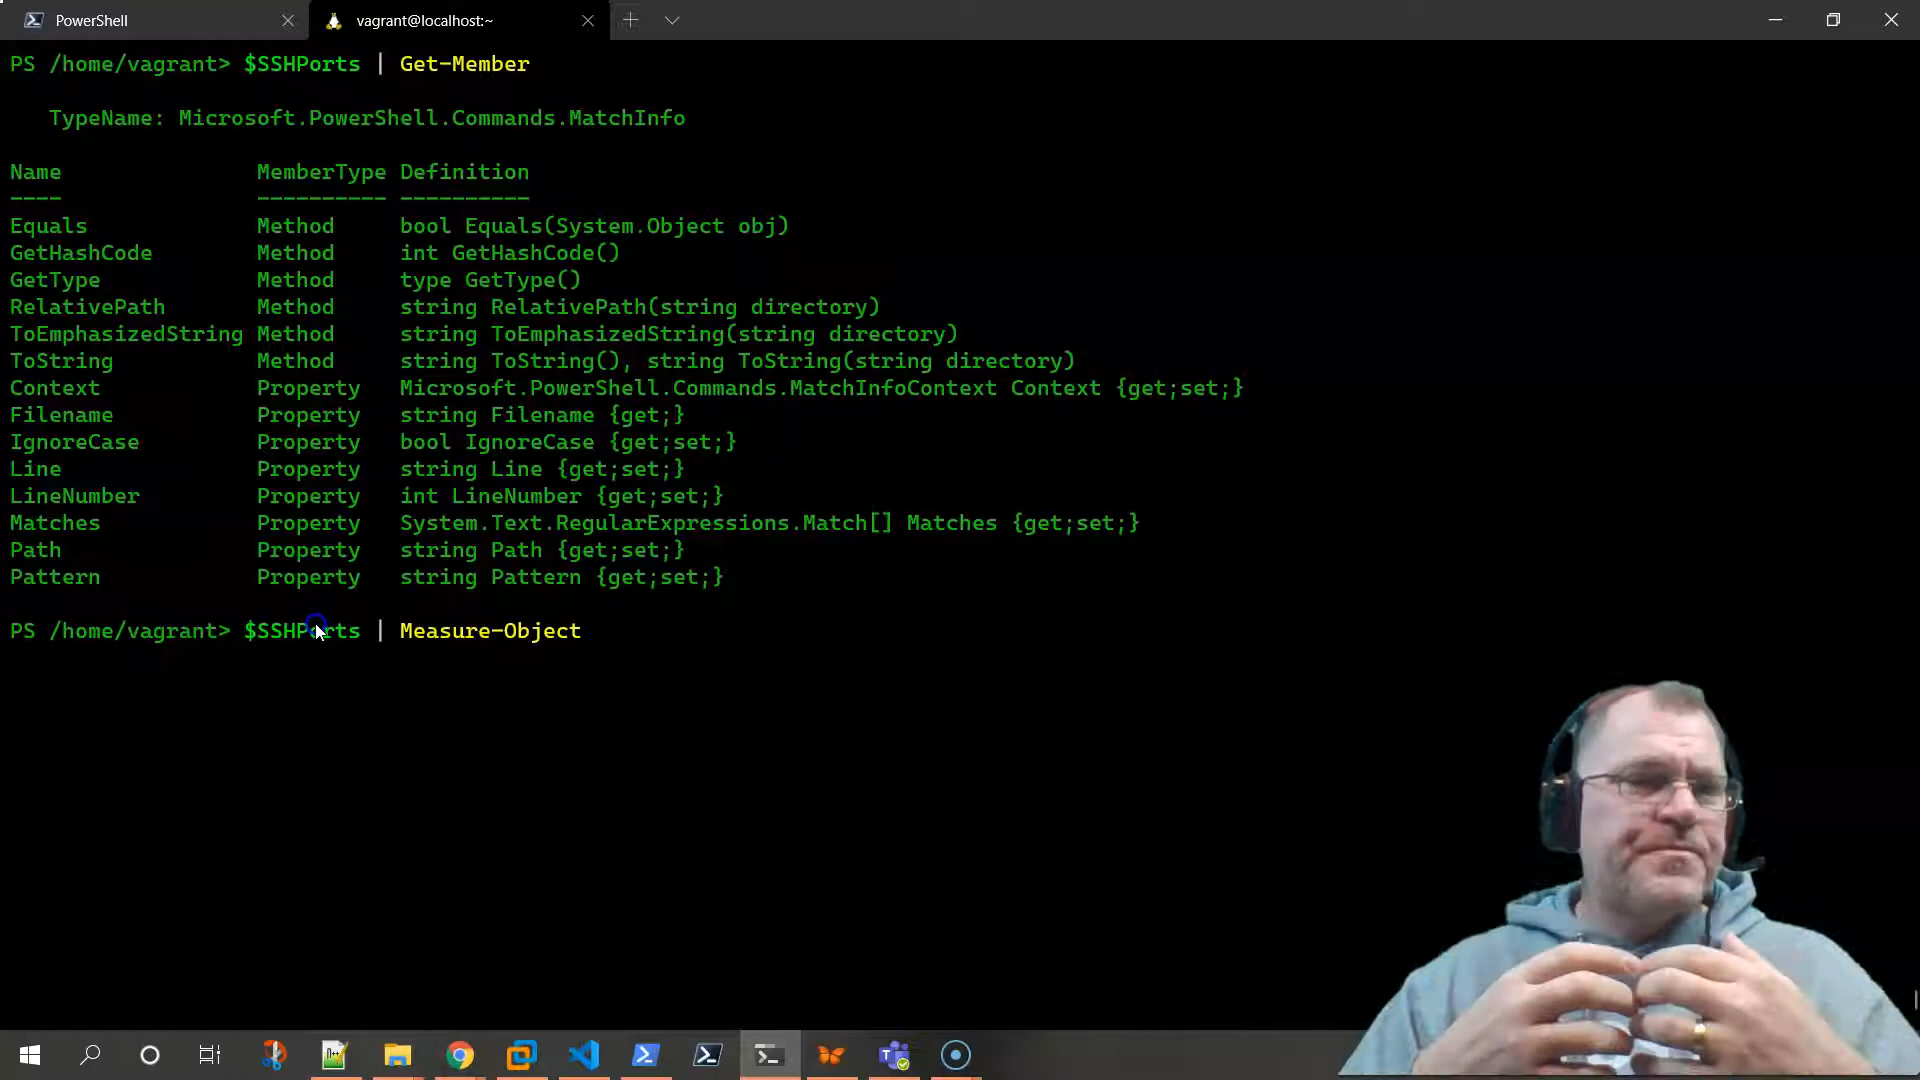 PowerShell
vagrant@localhost:~
PS /home/vagrant> $SSHPorts | Get-Member
TypeName: Microsoft.PowerShell.Commands.MatchInfo
Name MemberType Definition
---- ---------- ----------
Equals Method bool Equals(System.Object obj)
GetHashCode Method int GetHashCode()
GetType Method type GetType()
RelativePath Method string RelativePath(string directory)
ToEmphasizedString Method string ToEmphasizedString(string directory)
ToString Method string ToString(), string ToString(string directory)
Context Property Microsoft.PowerShell.Commands.MatchInfoContext Context {get;set;}
Filename Property string Filename {get;}
IgnoreCase Property bool IgnoreCase {get;set;}
Line Property string Line {get;set;}
LineNumber Property int LineNumber {get;set;}
Matches Property System.Text.RegularExpressions.Match[] Matches {get;set;}
Path Property string Path {get;set;}
Pattern Property string Pattern {get;set;}
PS /home/vagrant> $SSHPorts | Measure-Object